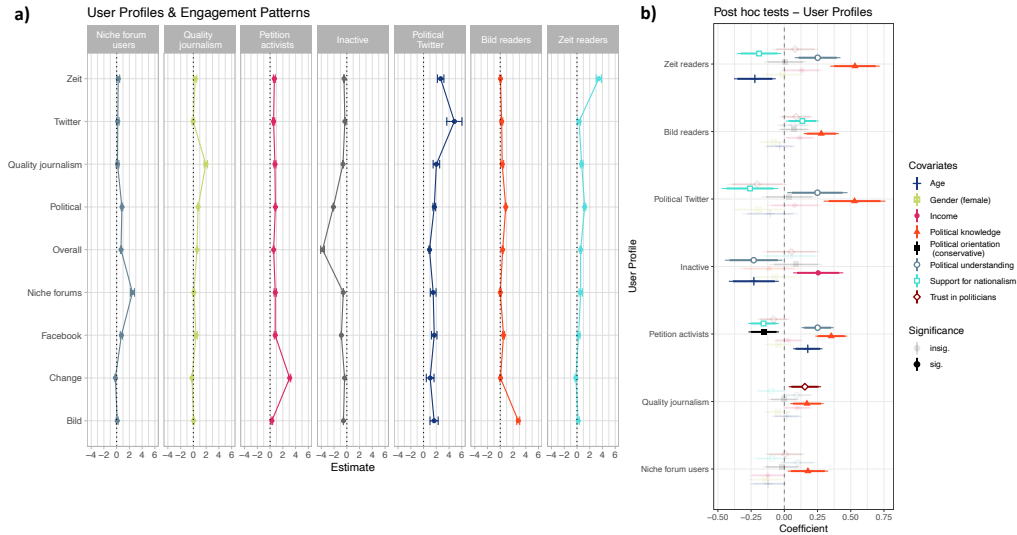 a)
User Profiles & Engagement Patterns
Niche forum
users
Quality
journalism
Petition
activists
Inactive
Political
Twitter
Bild readers
Zeit readers
Zeit
Twitter
Quality journalism
Political
Overall
Niche forums
Facebook
Change
Bild
−4 −2 0 2 4 6
−4 −2 0 2 4 6
−4 −2 0 2 4 6
−4 −2 0 2 4 6
−4 −2 0 2 4 6
−4 −2 0 2 4 6
−4 −2 0 2 4 6
Estimate
b)
Post hoc tests − User Profiles
User Profile
Zeit readers
Bild readers
Political Twitter
Inactive
Petition activists
Quality journalism
Niche forum users
−0.50 −0.25 0.00 0.25 0.50 0.75
Coefficient
Covariates
Age
Gender (female)
Income
Political knowledge
Political orientation
(conservative)
Political understanding
Support for nationalism
Trust in politicians
Significance
insig.
sig.